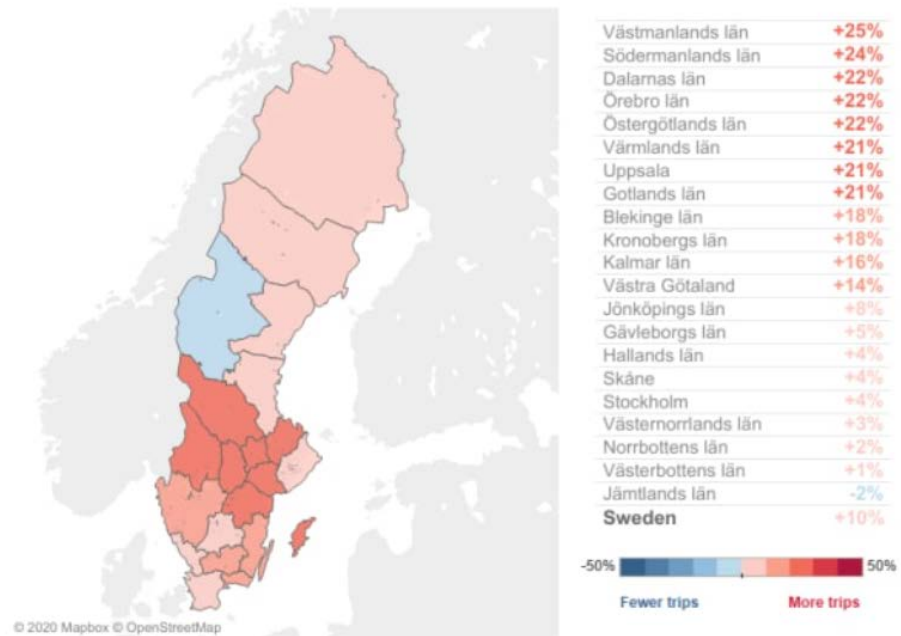 Västmanlands län +25%
Södermanlands län +24%
Dalarnas län +22%
Örebro län +22%
Östergötlands län +22%
Värmlands län +21%
Uppsala +21%
Gotlands län +21%
Blekinge län +18%
Kronobergs län +18%
Kalmar län +16%
Västra Götaland +14%
Jönköpings län +8%
Gävleborgs län +5%
Hallands län +4%
Skåne +4%
Stockholm +4%
Västernorrlands län +3%
Norrbottens län +2%
Västerbottens län +1%
Jämtlands län -2%
Sweden +10%
-50% 50%
Fewer trips More trips
© 2020 Mapbox © OpenStreetMap